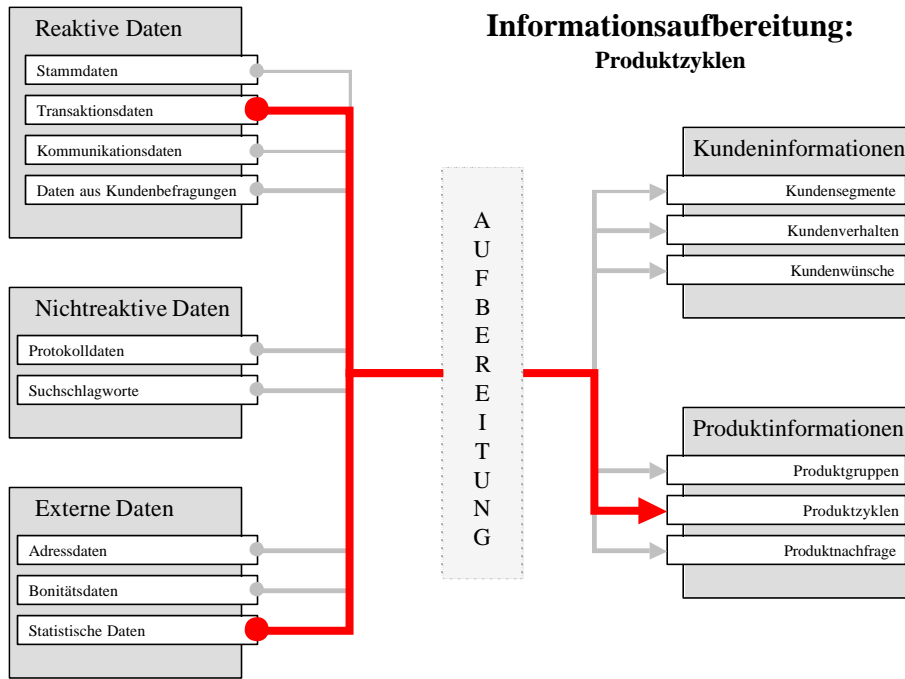 Informationsaufbereitung:
Produktzyklen
Reaktive Daten
Stammdaten
Transaktionsdaten
Kommunikationsdaten
Daten aus Kundenbefragungen
Nichtreaktive Daten
Protokolldaten
Suchschlagworte
Externe Daten
Adressdaten
Bonitätsdaten
Statistische Daten
A
U
F
B
E
R
E
I
T
U
N
G
Kundeninformationen
Kundensegmente
Kundenverhalten
Kundenwünsche
Produktinformationen
Produktgruppen
Produktzyklen
Produktnachfrage